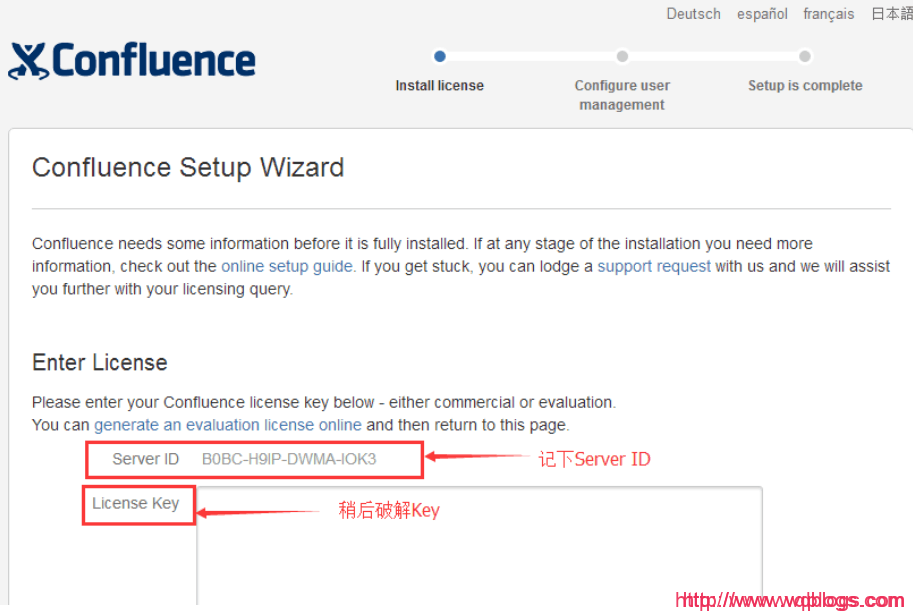 Deutsch español français 日本語
Confluence
Install license
Configure user management
Setup is complete
Confluence Setup Wizard
Confluence needs some information before it is fully installed. If at any stage of the installation you need more
information, check out the online setup guide. If you get stuck, you can lodge a support request with us and we will assist
you further with your licensing query.
Enter License
Please enter your Confluence license key below - either commercial or evaluation.
You can generate an evaluation license online and then return to this page.
Server ID B0BC-H9IP-DWMA-IOK3
记下Server ID
License Key
稍后破解Key
http://www.wqblogs.com